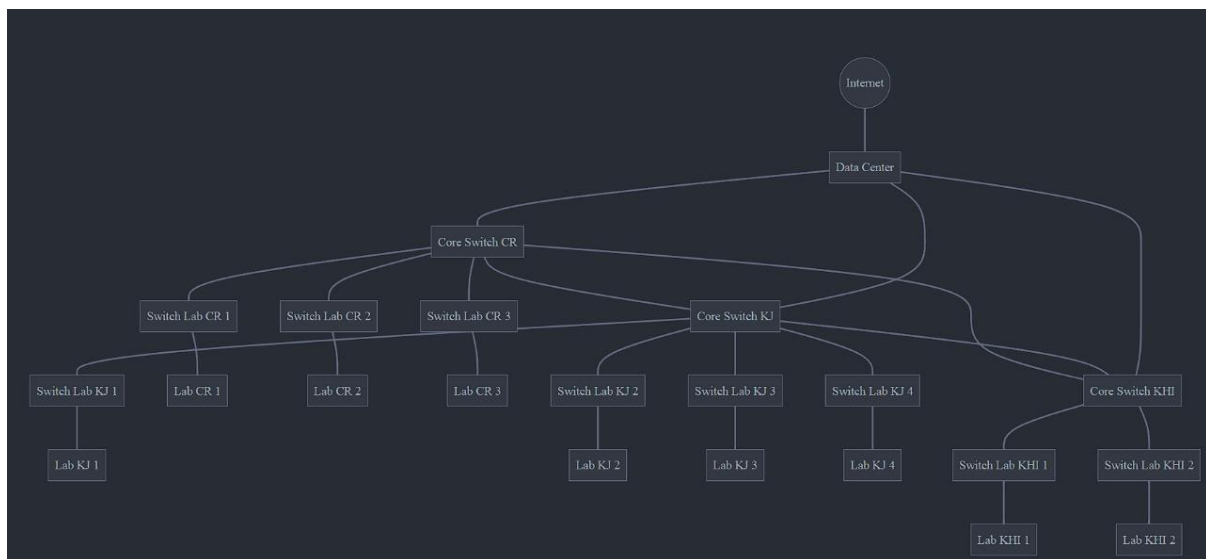 Internet
Data Center
Core Switch CR
Switch Lab CR 1
Switch Lab CR 2
Switch Lab CR 3
Core Switch KJ
Switch Lab KJ 1
Lab CR 1
Lab CR 2
Lab CR 3
Switch Lab KJ 2
Switch Lab KJ 3
Switch Lab KJ 4
Core Switch KHI
Lab KJ 1
Lab KJ 2
Lab KJ 3
Lab KJ 4
Switch Lab KHI 1
Switch Lab KHI 2
Lab KHI 1
Lab KHI 2